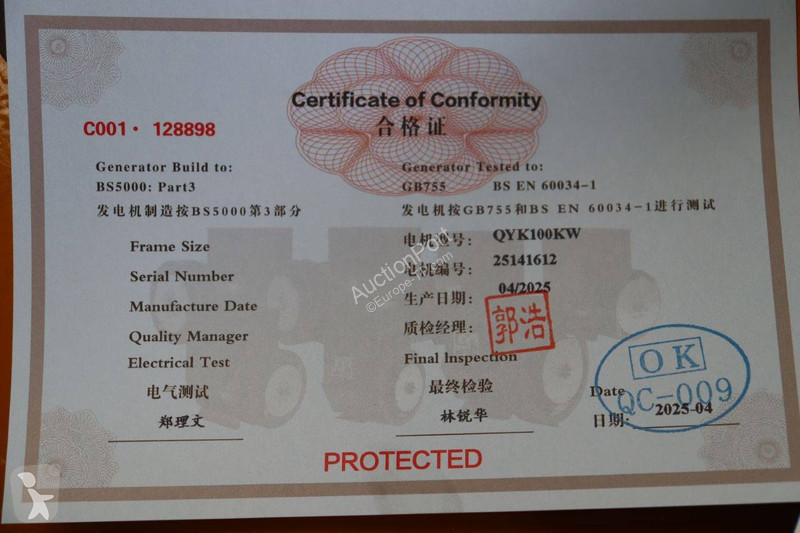 Certificate of Conformity
合格证
C001・128898
Generator Build to:
BS5000: Part3
发电机制造按BS5000第3部分
Generator Tested to:
GB755 BS EN 60034-1
发电机按GB755和BS EN 60034-1进行测试
Frame Size
电机型号: QYK100KW
Serial Number
电机编号: 25141612
Manufacture Date
生产日期: 04/2025
Quality Manager
质检经理: 郭浩
Electrical Test
电气测试
郑理文
Final lnspection
最终检验
林锐华
OK
QC-009
Date
日期: 2025-04
PROTECTED
AuctionPort